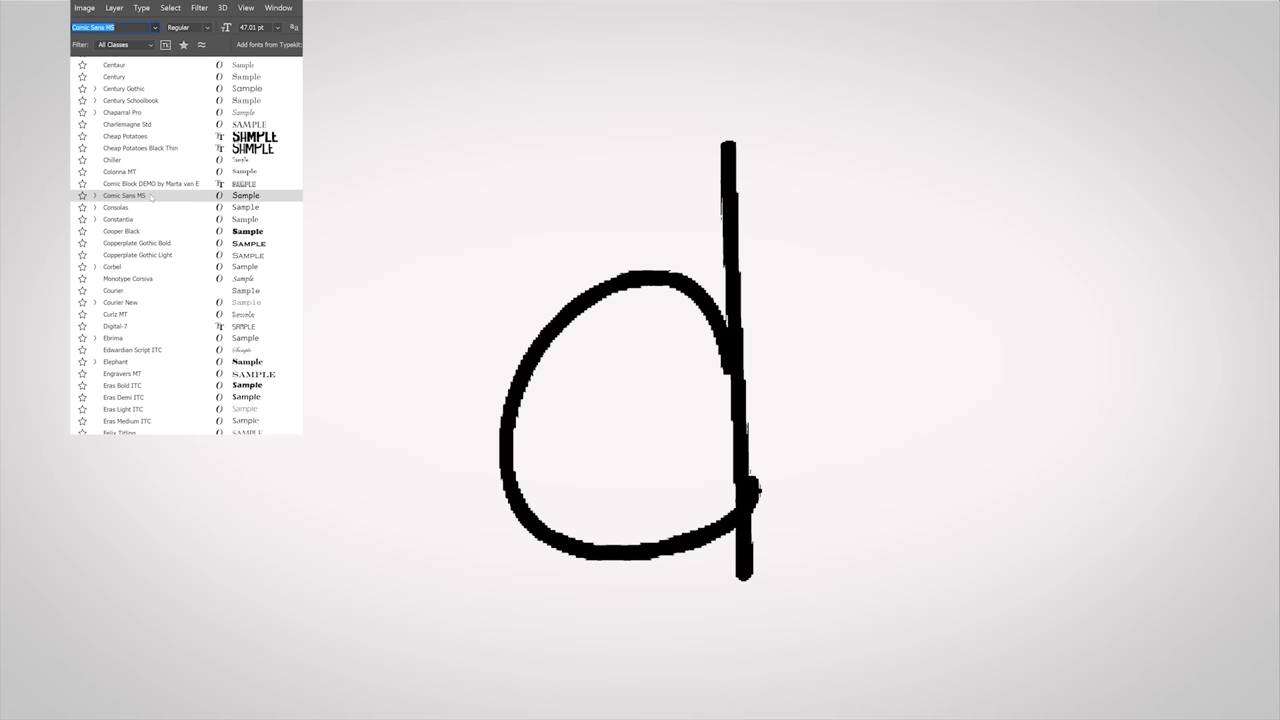 Image Layer Type Select Filter 3D View Window
Comic Sans MS Regular 47.01 pt aa
Filter: All Classes Tk Add fonts from Typekit:
Centaur Sample
Century Sample
Century Gothic Sample
Century Schoolbook Sample
Chaparral Pro Sample
Charlemagne Std SAMPLE
Cheap Potatoes SAMPLE
Cheap Potatoes Black Thin SAMPLE
Chiller Sample
Colonna MT Sample
Comic Block DEMO by Marta van E SAMPLE
Comic Sans MS Sample
Consolas Sample
Constantia Sample
Cooper Black Sample
Copperplate Gothic Bold SAMPLE
Copperplate Gothic Light SAMPLE
Corbel Sample
Monotype Corsiva Sample
Courier Sample
Courier New Sample
Curlz MT Sample
Digital-7 SAMPLE
Ebrima Sample
Edwardian Script ITC Sample
Elephant Sample
Engravers MT SAMPLE
Eras Bold ITC Sample
Eras Demi ITC Sample
Eras Light ITC Sample
Eras Medium ITC Sample
Felix Titling SAMPLE
d